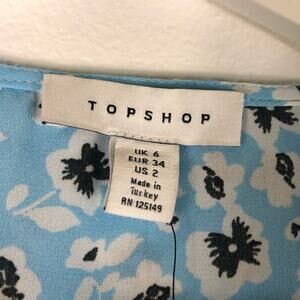 TOPSHOP
UK 6
EUR 34
US 2
Made in
Turkey
RN 125149